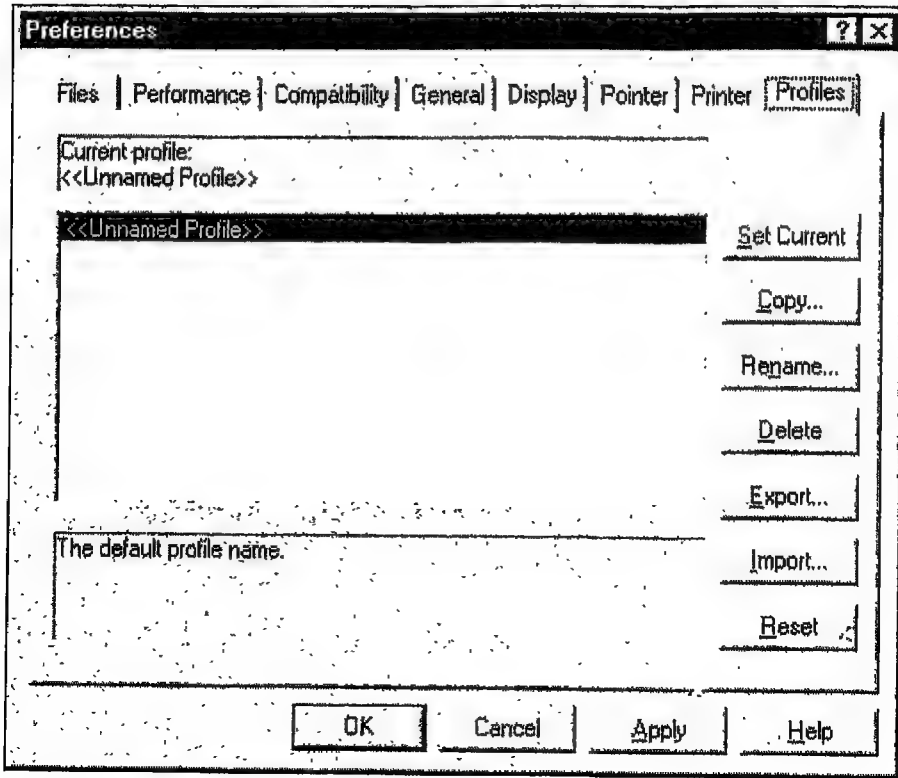 Preferences ? X
Files Performance Compatibility General Display Pointer Printer Profiles
Current profile:
<<Unnamed Profile>>
<<Unnamed Profile>>
Set Current
Copy...
Rename...
Delete
Export...
The default profile name.
Import...
Reset
OK Cancel Apply Help